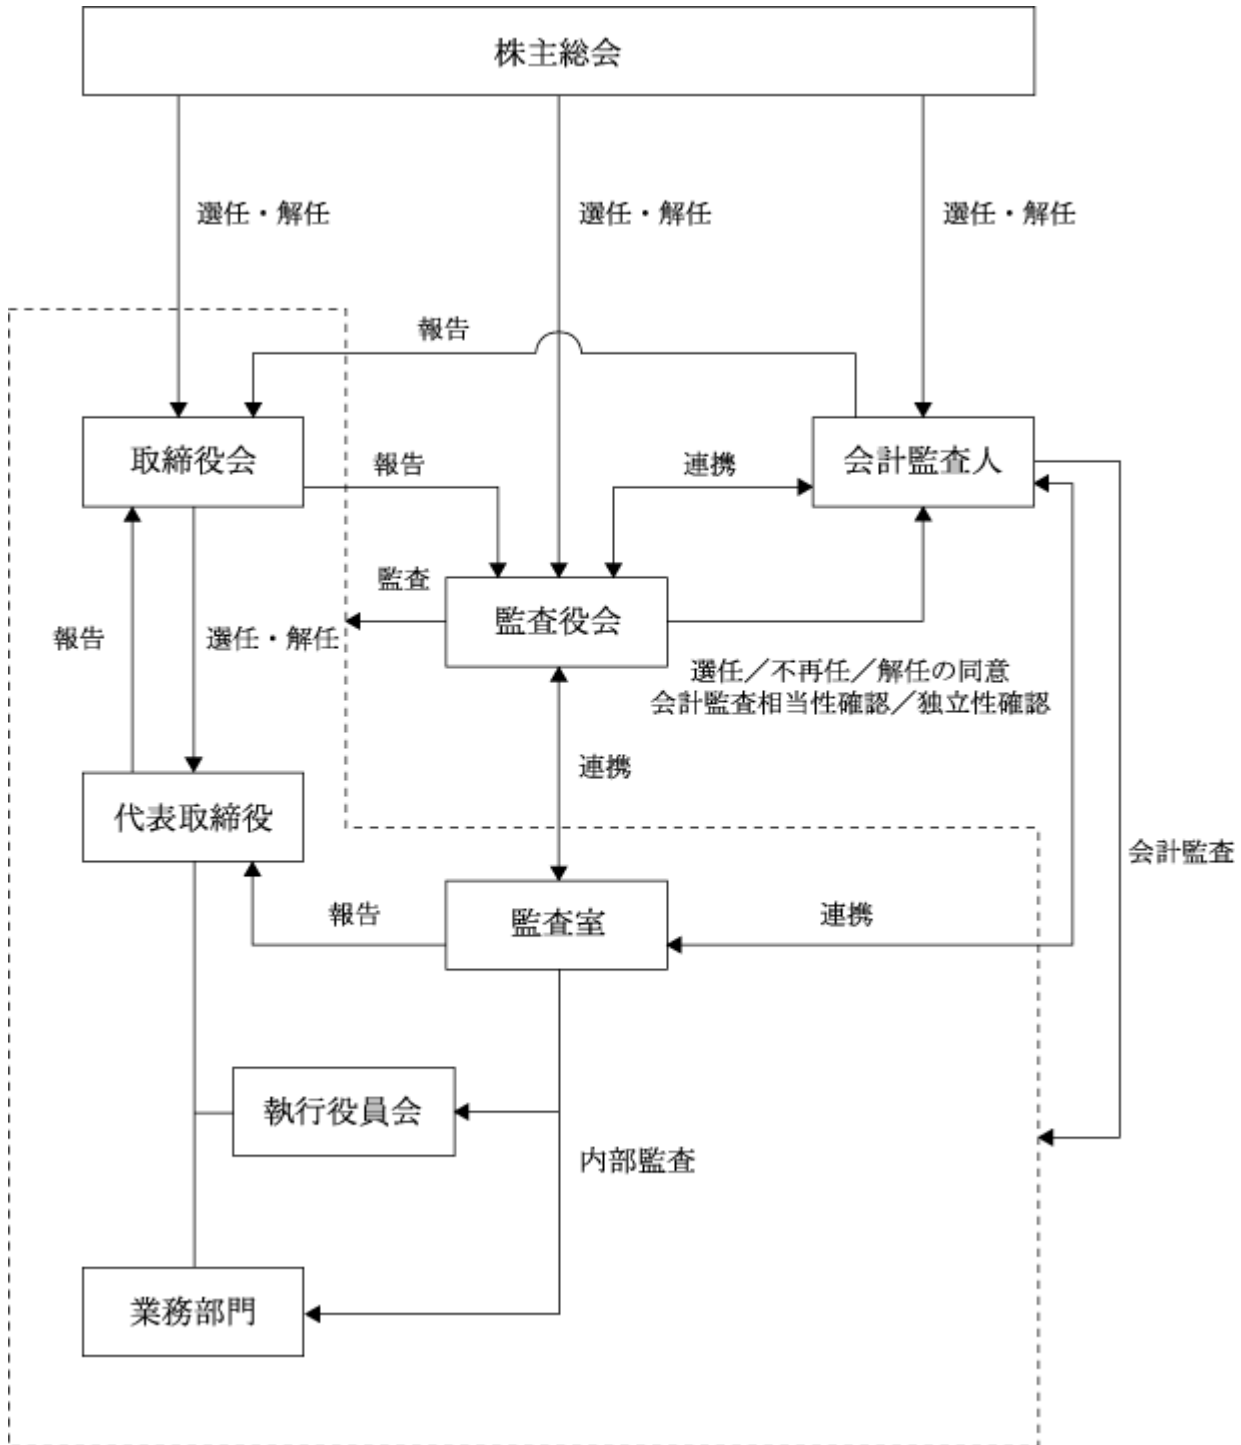 株主総会
選任・解任
選任・解任
選任・解任
報告
取締役会
会計監査人
報告
連携
監査
監査役会
報告
選任・解任
選任／不再任／解任の同意
会計監査相当性確認／独立性確認
連携
代表取締役
会計監査
報告
監査室
連携
執行役員会
内部監査
業務部門